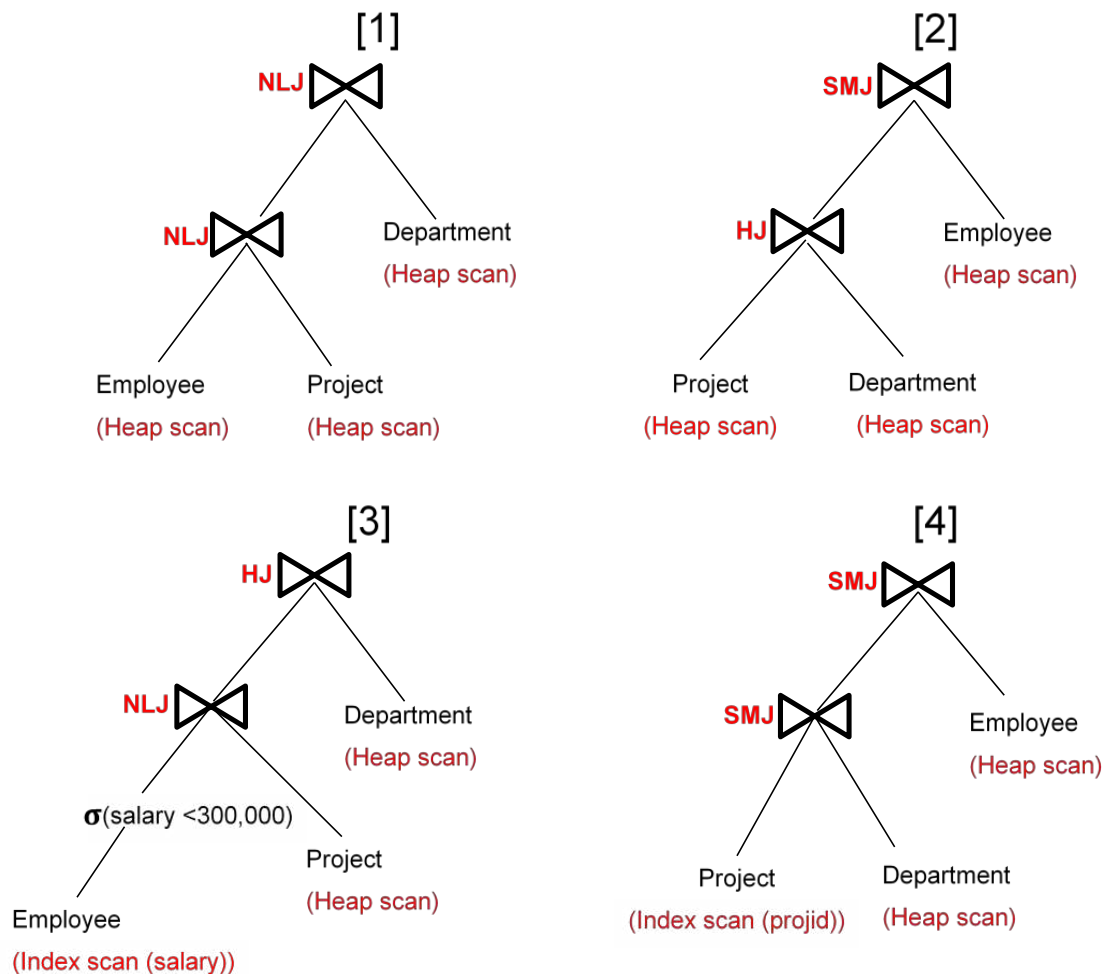 [1]
NLJ
NLJ
Department
(Heap scan)
Employee
(Heap scan)
Project
(Heap scan)
[2]
SMJ
HJ
Employee
(Heap scan)
Project
(Heap scan)
Department
(Heap scan)
[3]
HJ
NLJ
Department
(Heap scan)
σ(salary <300,000)
Project
(Heap scan)
Employee
(Index scan (salary))
[4]
SMJ
SMJ
Employee
(Heap scan)
Project
(Index scan (projid))
Department
(Heap scan)